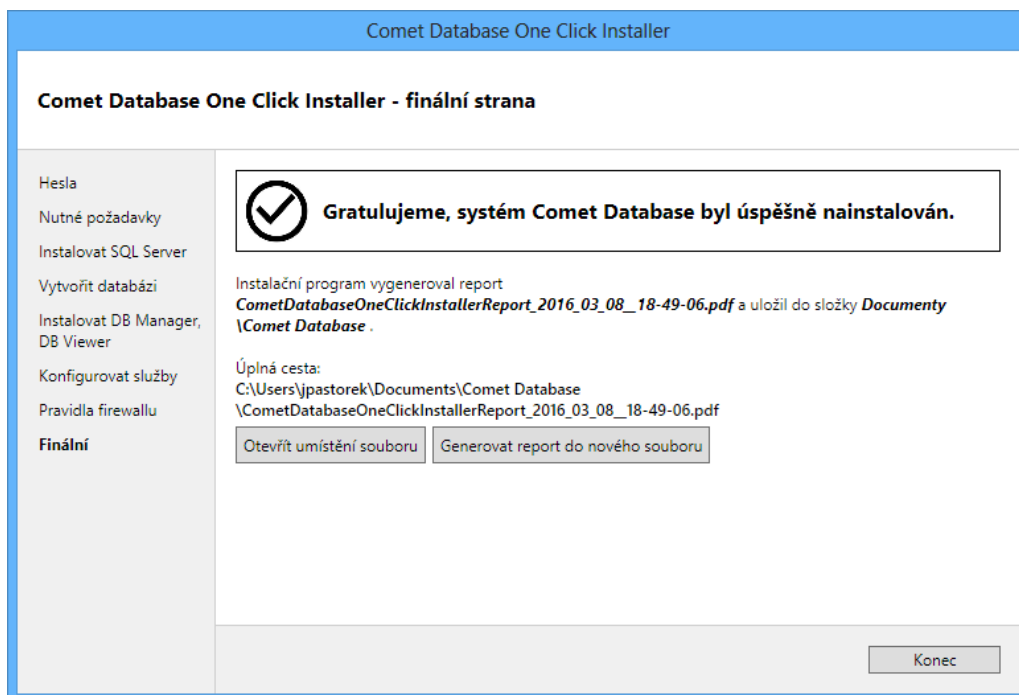 Comet Database One Click Installer
Comet Database One Click Installer - finální strana
Hesla
Nutné požadavky
Instalovat SQL Server
Vytvořit databázi
Instalovat DB Manager,
DB Viewer
Konfigurovat služby
Pravidla firewallu
Finální
Gratulujeme, systém Comet Database byl úspěšně nainstalován.
Instalační program vygeneroval report
CometDatabaseOneClickInstallerReport_2016_03_08__18-49-06.pdf a uložil do složky Documenty
\Comet Database .
Úplná cesta:
C:\Users\jpastorek\Documents\Comet Database
\CometDatabaseOneClickInstallerReport_2016_03_08__18-49-06.pdf
Otevřít umístění souboru
Generovat report do nového souboru
Konec